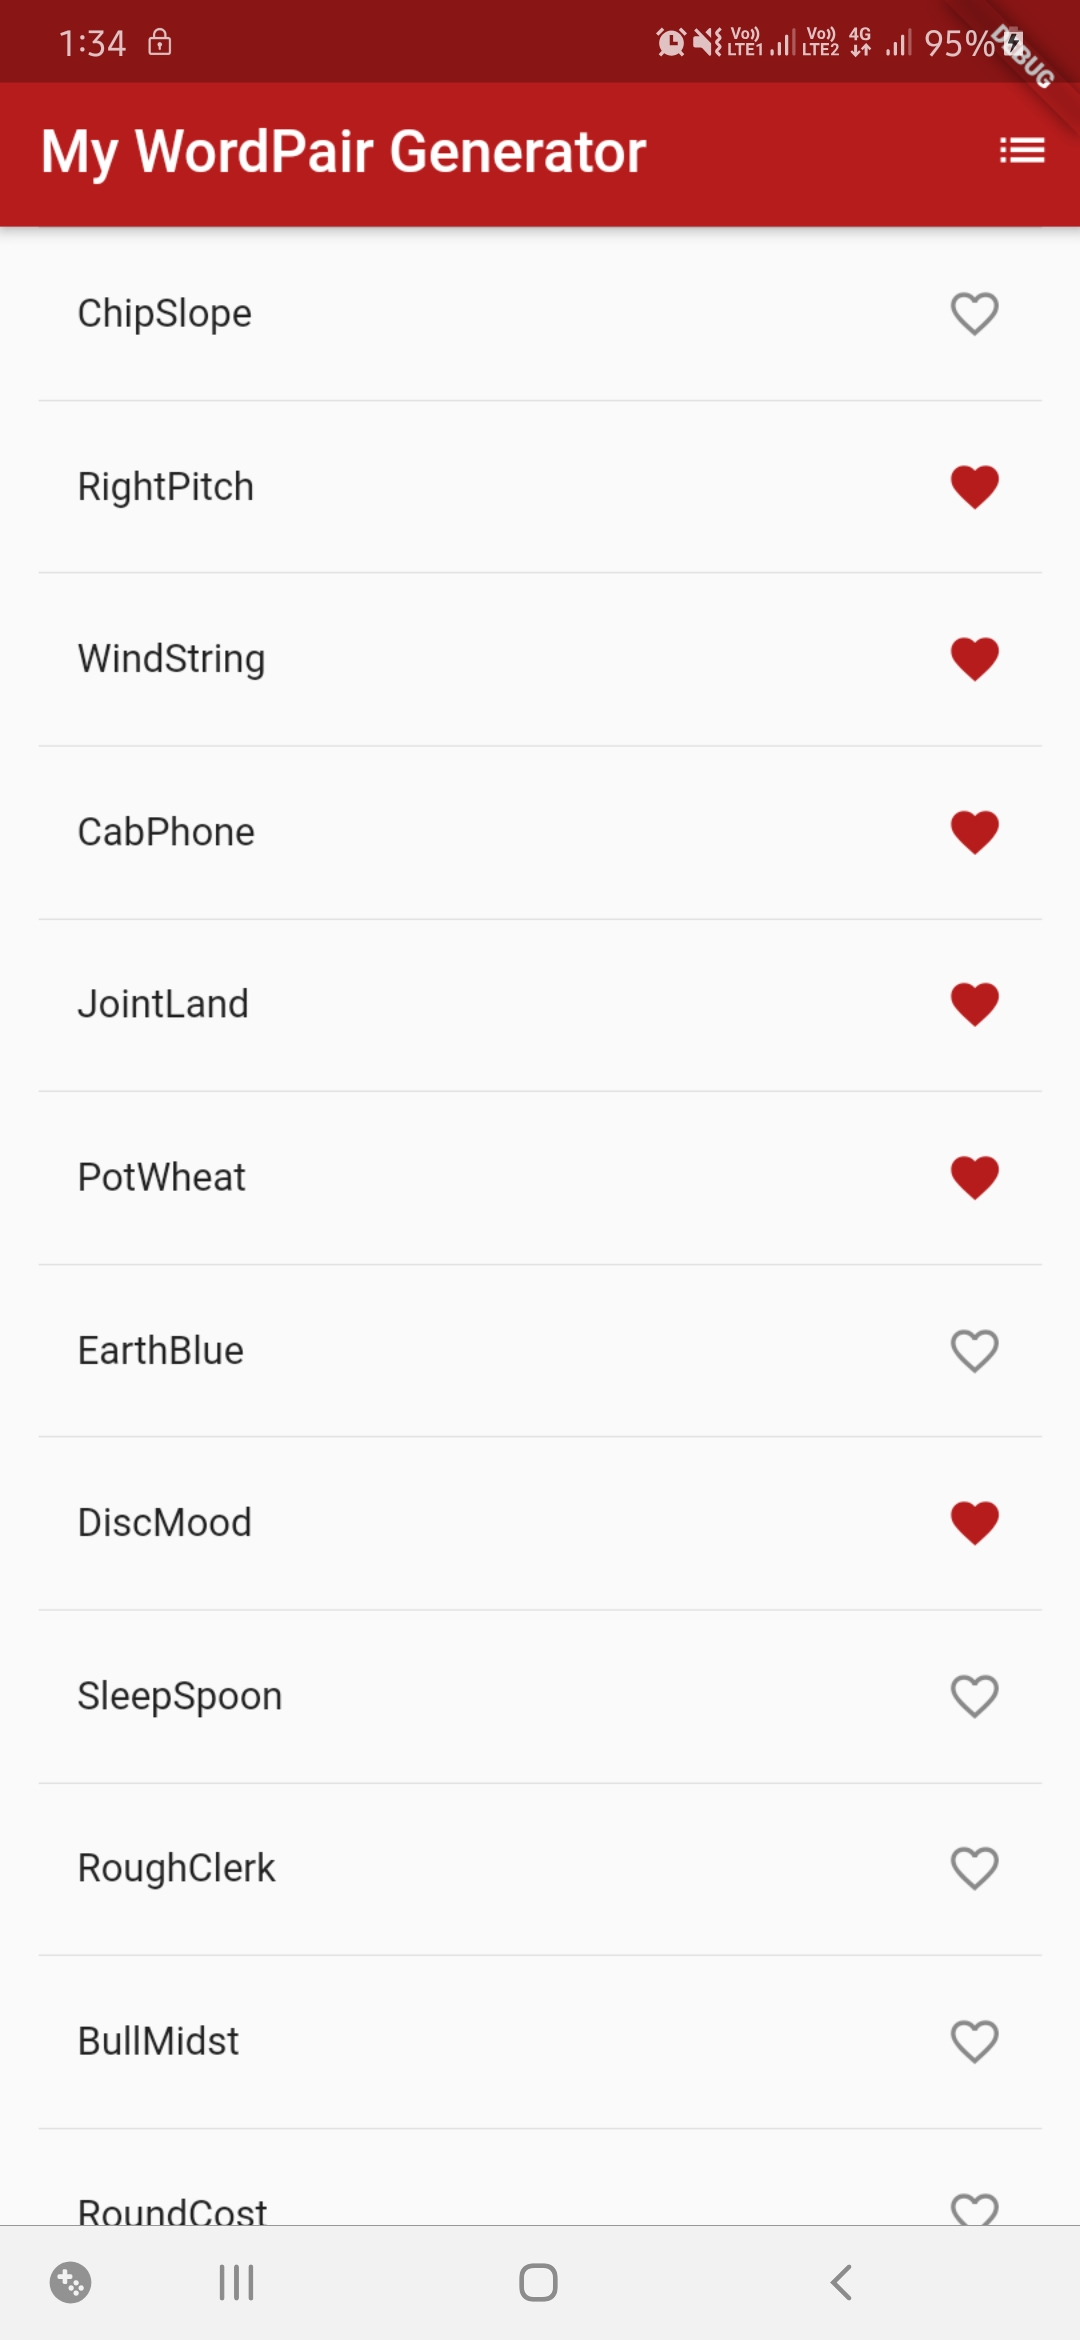 1:34 Vo)) LTE1 Vo)) LTE2 4G 95%
DEBUG
My WordPair Generator
ChipSlope
RightPitch
WindString
CabPhone
JointLand
PotWheat
EarthBlue
DiscMood
SleepSpoon
RoughClerk
BullMidst
RoundCost